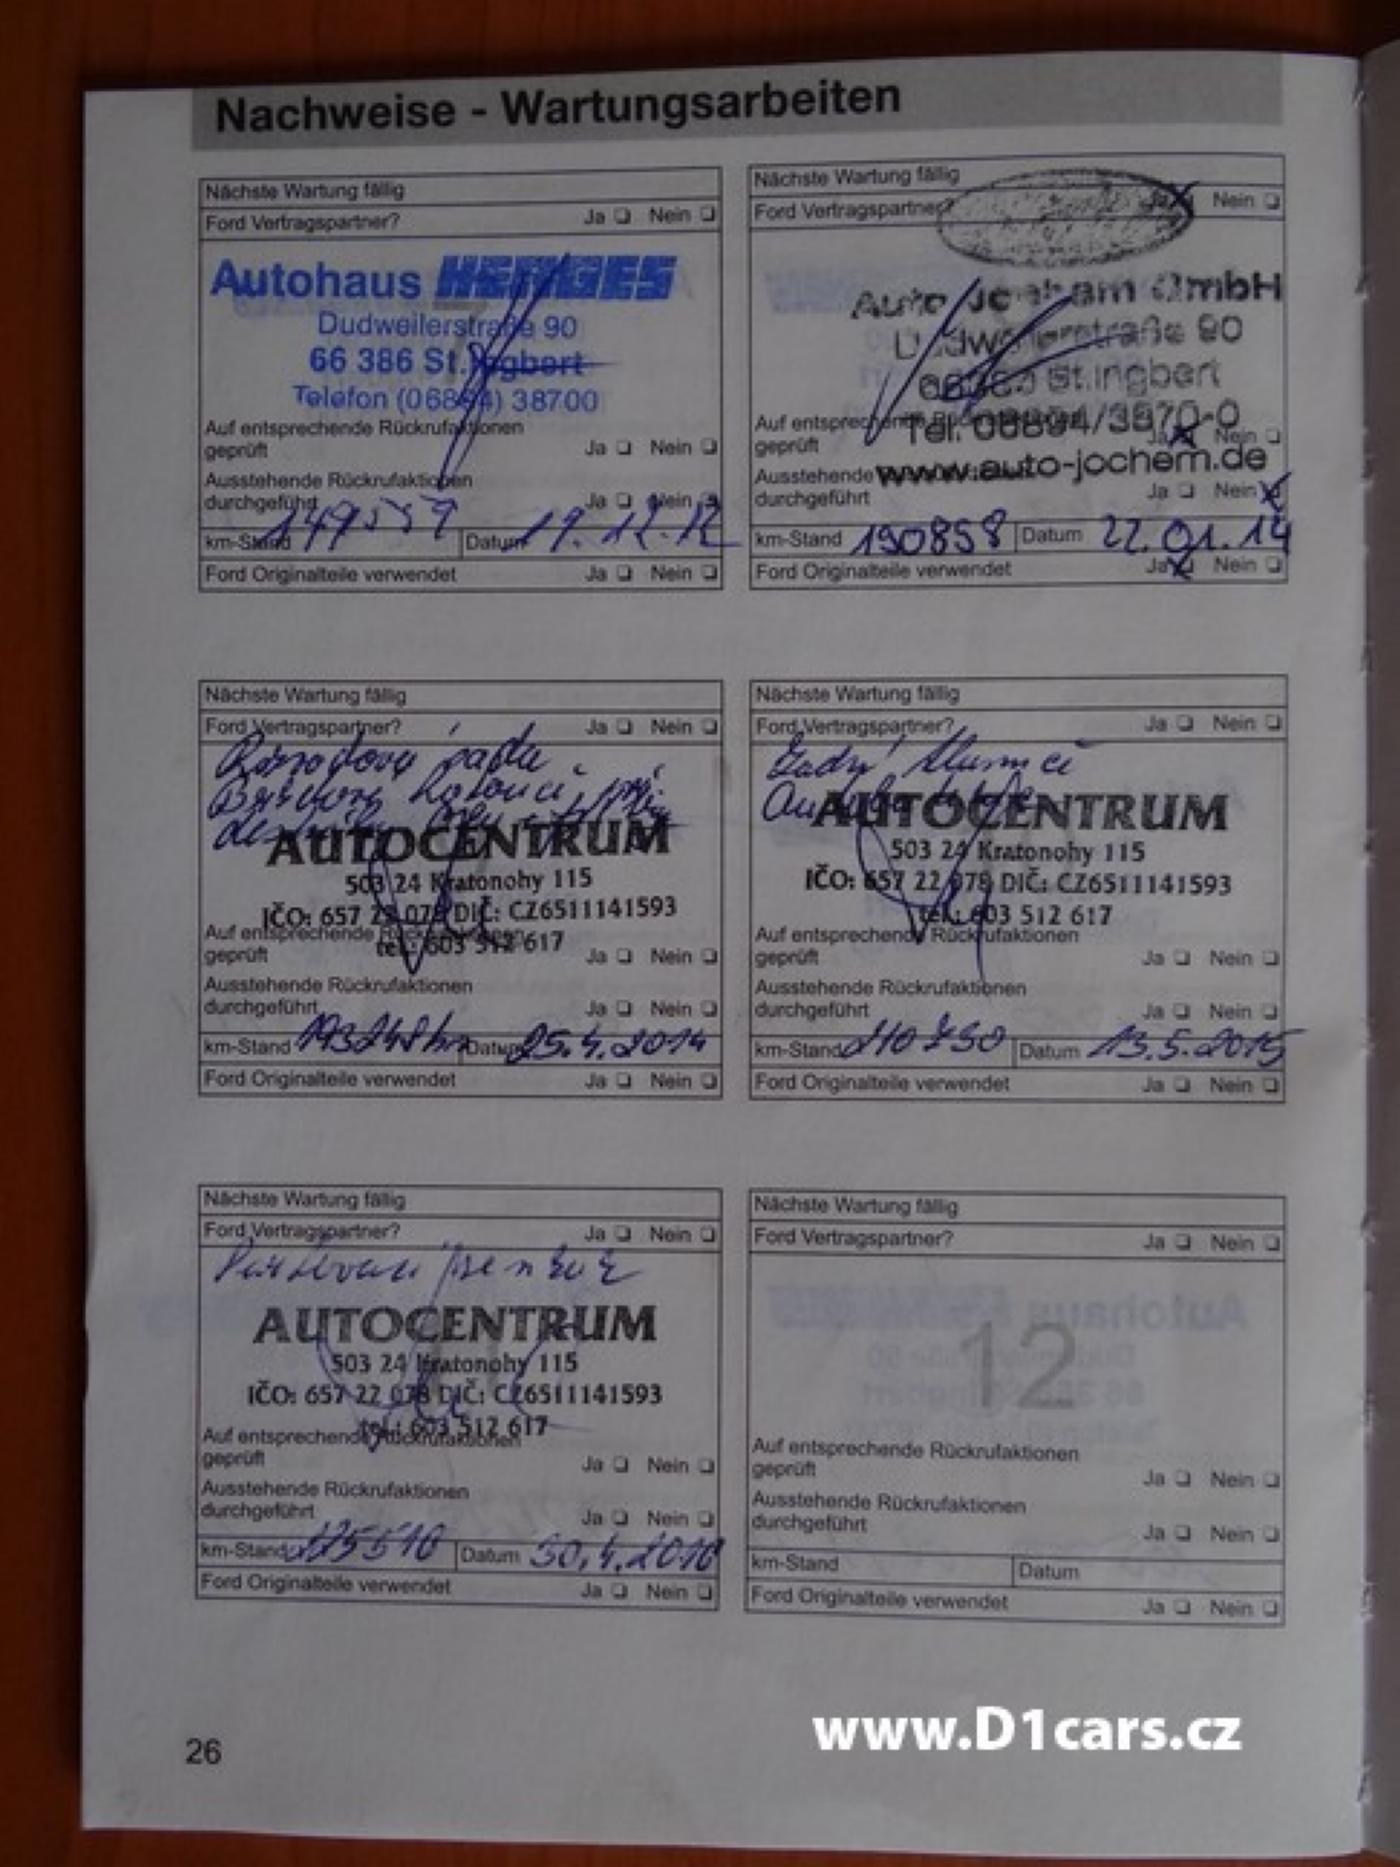 Nachweise - Wartungsarbeiten
Nächste Wartung fällig
Ford Vertragspartner? Ja ❏ Nein ❏
Autohaus HERGES
Dudweilerstraße 90
66 386 St. Ingbert
Telefon (06894) 38700
Auf entsprechende Rückrufaktionen
geprüft Ja ❏ Nein ❏
Ausstehende Rückrufaktionen
durchgeführt Ja ❏ Nein ❏
km-Stand 149559 Datum 19.12.12
Ford Originalteile verwendet Ja ❏ Nein ❏
Nächste Wartung fällig
Ford Vertragspartner? Ja ❏ Nein ❏
Auto Jochem GmbH
Dudweilerstraße 90
66386 St.Ingbert
Tel. 06894/3870-0
www.auto-jochem.de
Auf entsprechende Rückrufaktionen
geprüft Ja ❏ Nein ❏
Ausstehende
durchgeführt Ja ❏ Nein ❏
km-Stand 190858 Datum 22.01.14
Ford Originalteile verwendet Ja ❏ Nein ❏
Nächste Wartung fällig
Ford Vertragspartner? Ja ❏ Nein ❏
AUTOCENTRUM
503 24 Kratonohy 115
IČO: 657 22 078 DIČ: CZ6511141593
tel.: 603 512 617
Auf entsprechende Rückrufaktionen
geprüft Ja ❏ Nein ❏
Ausstehende Rückrufaktionen
durchgeführt Ja ❏ Nein ❏
km-Stand 193248 km Datum 25.4.2014
Ford Originalteile verwendet Ja ❏ Nein ❏
Nächste Wartung fällig
Ford Vertragspartner? Ja ❏ Nein ❏
Zadní tlumiče
AUTOCENTRUM
503 24 Kratonohy 115
IČO: 657 22 078 DIČ: CZ6511141593
tel.: 603 512 617
Auf entsprechende Rückrufaktionen
geprüft Ja ❏ Nein ❏
Ausstehende Rückrufaktionen
durchgeführt Ja ❏ Nein ❏
km-Stand 210750 Datum 13.5.2015
Ford Originalteile verwendet Ja ❏ Nein ❏
Nächste Wartung fällig
Ford Vertragspartner? Ja ❏ Nein ❏
AUTOCENTRUM
503 24 Kratonohy 115
IČO: 657 22 078 DIČ: CZ6511141593
tel.: 603 512 617
Auf entsprechende Rückrufaktionen
geprüft Ja ❏ Nein ❏
Ausstehende Rückrufaktionen
durchgeführt Ja ❏ Nein ❏
km-Stand 225510 Datum 30.4.2016
Ford Originalteile verwendet Ja ❏ Nein ❏
Nächste Wartung fällig
Ford Vertragspartner? Ja ❏ Nein ❏
12
Auf entsprechende Rückrufaktionen
geprüft Ja ❏ Nein ❏
Ausstehende Rückrufaktionen
durchgeführt Ja ❏ Nein ❏
km-Stand Datum
Ford Originalteile verwendet Ja ❏ Nein ❏
www.D1cars.cz
26